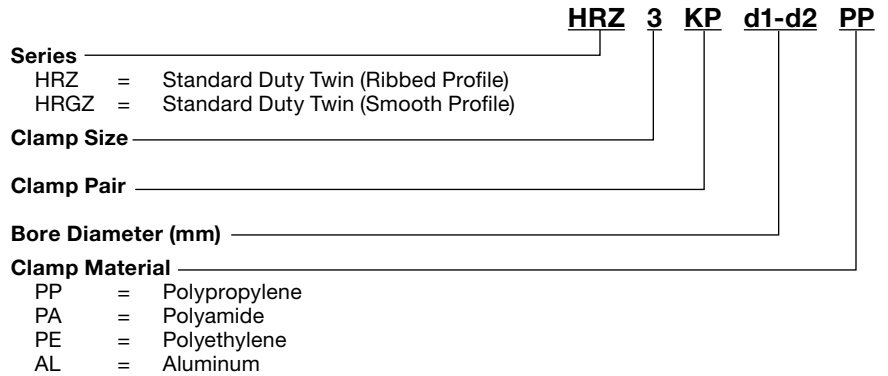 HRZ 3 KP d1-d2 PP
Series
HRZ = Standard Duty Twin (Ribbed Profile)
HRGZ = Standard Duty Twin (Smooth Profile)
Clamp Size
Clamp Pair
Bore Diameter (mm)
Clamp Material
PP = Polypropylene
PA = Polyamide
PE = Polyethylene
AL = Aluminum